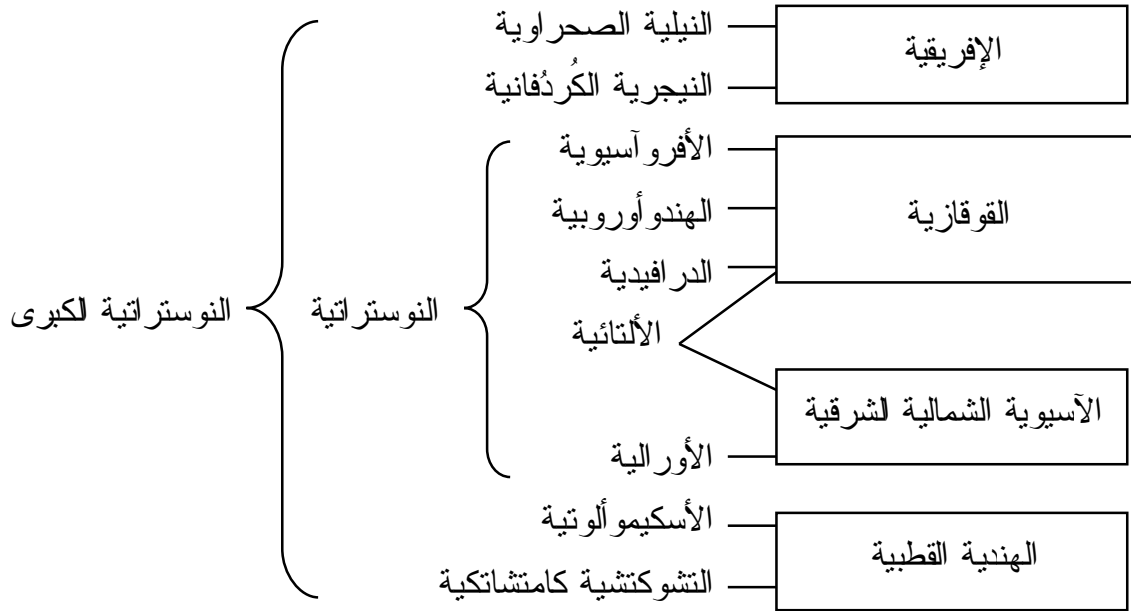 الإفريقية
النيلية الصحراوية
النيجرية الكُردُفانية
القوقازية
الأفروآسيوية
الهندوأوروبية
الدرافيدية
الألتائية
الآسيوية الشمالية الشرقية
الأورالية
الهندية القطبية
الأسكيموألوتية
التشوكتشية كامتشاتكية
النوستراتية
النوستراتية الكبرى